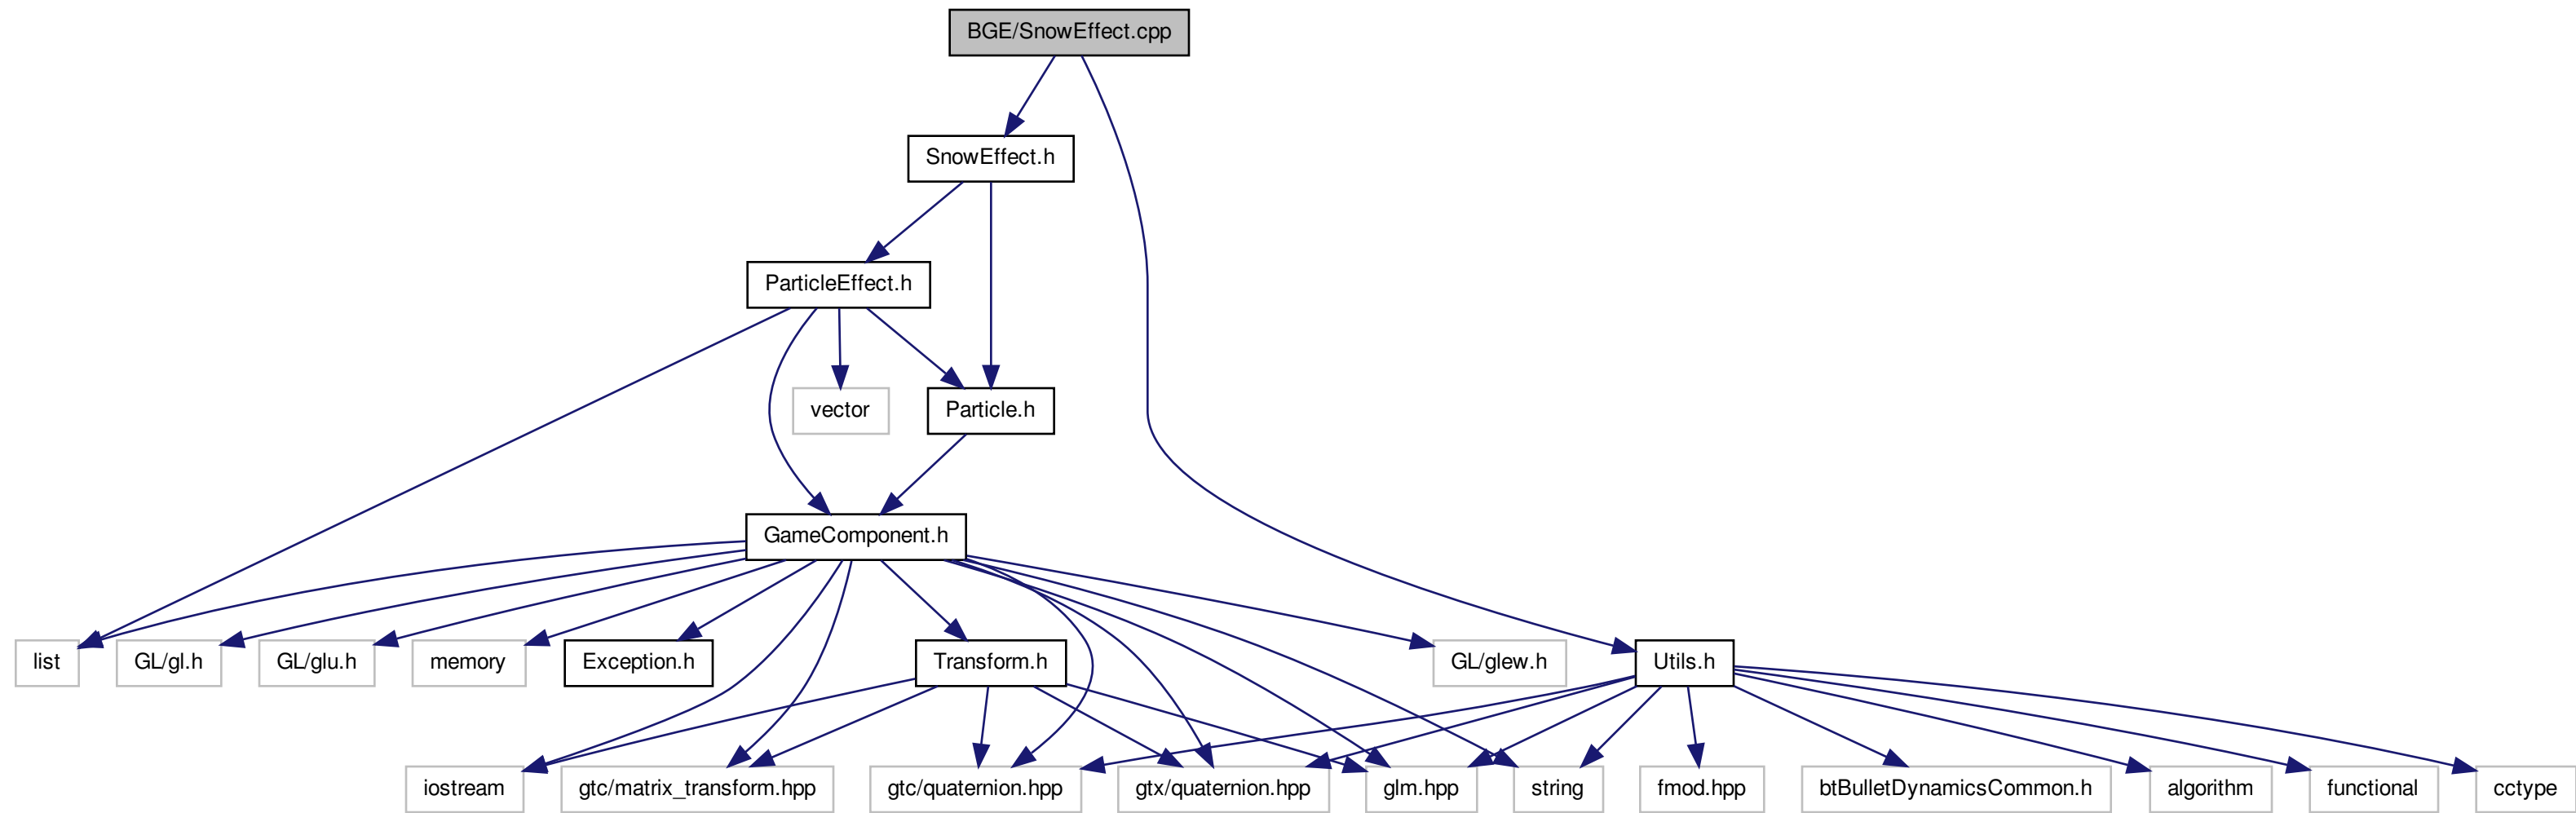 BGE/SnowEffect.cpp
SnowEffect.h
ParticleEffect.h
vector
Particle.h
GameComponent.h
list
GL/gl.h
GL/glu.h
memory
Exception.h
Transform.h
GL/glew.h
Utils.h
iostream
gtc/matrix_transform.hpp
gtc/quaternion.hpp
gtx/quaternion.hpp
glm.hpp
string
fmod.hpp
btBulletDynamicsCommon.h
algorithm
functional
cctype